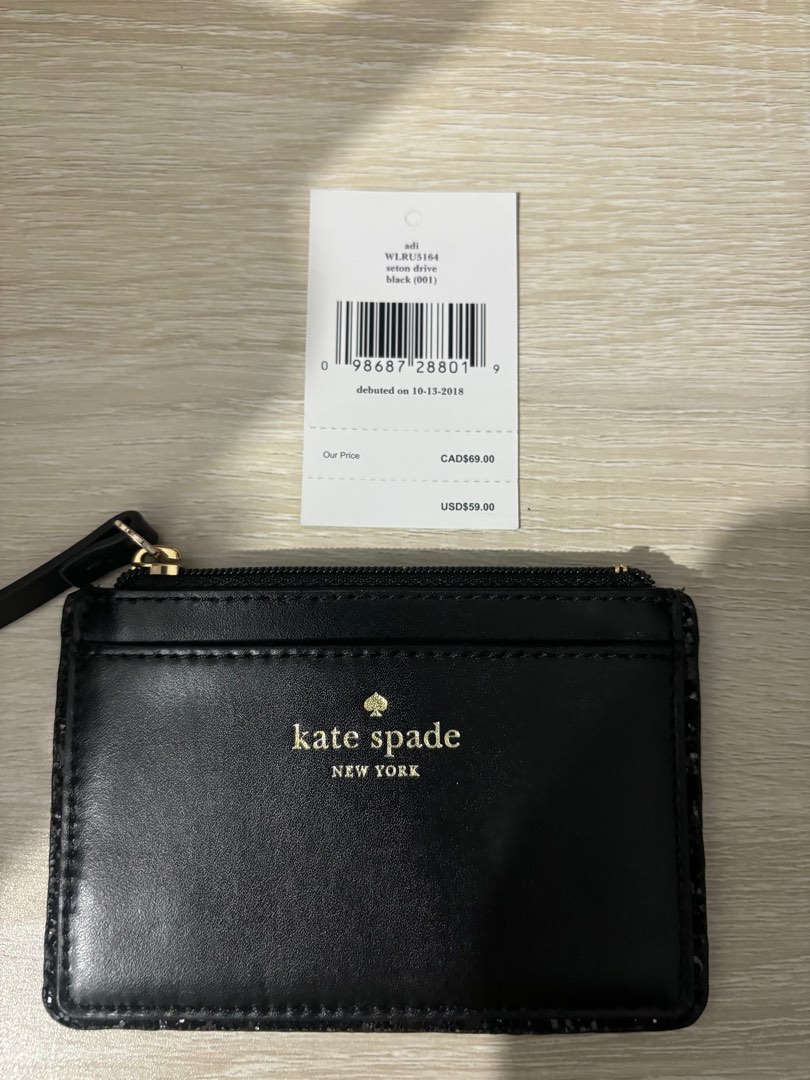 adi
WLRU5164
seton drive
black (001)
0 98687 28801 9
debuted on 10-13-2018
Our Price CAD$69.00
USD$59.00
kate spade
NEW YORK